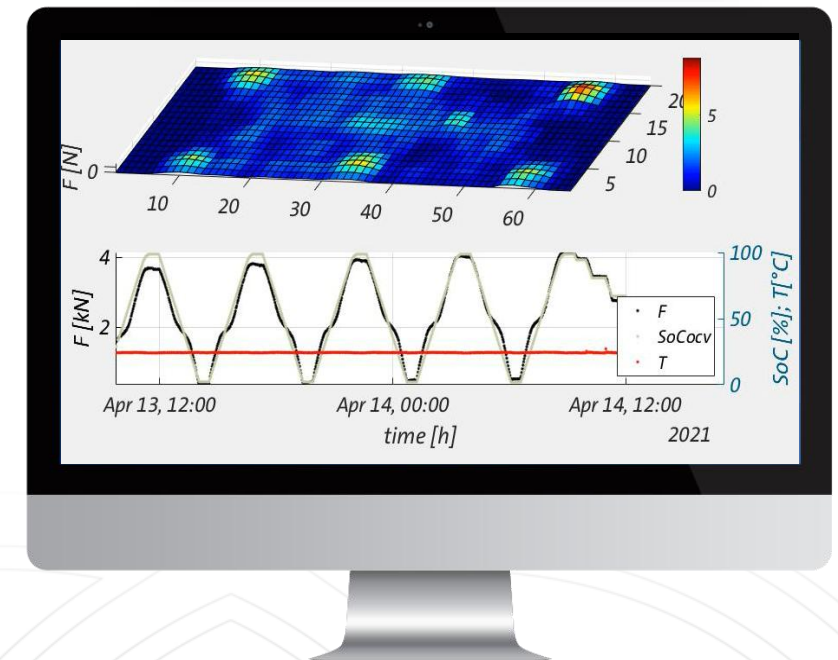 F [N]
0
10 20 30 40 50 60
5 10 15 20
5
0
4
2
F [kN]
100
50
0
SoC [%]; T[°C]
F
SoCocv
T
Apr 13, 12:00 Apr 14, 00:00 Apr 14, 12:00
time [h] 2021